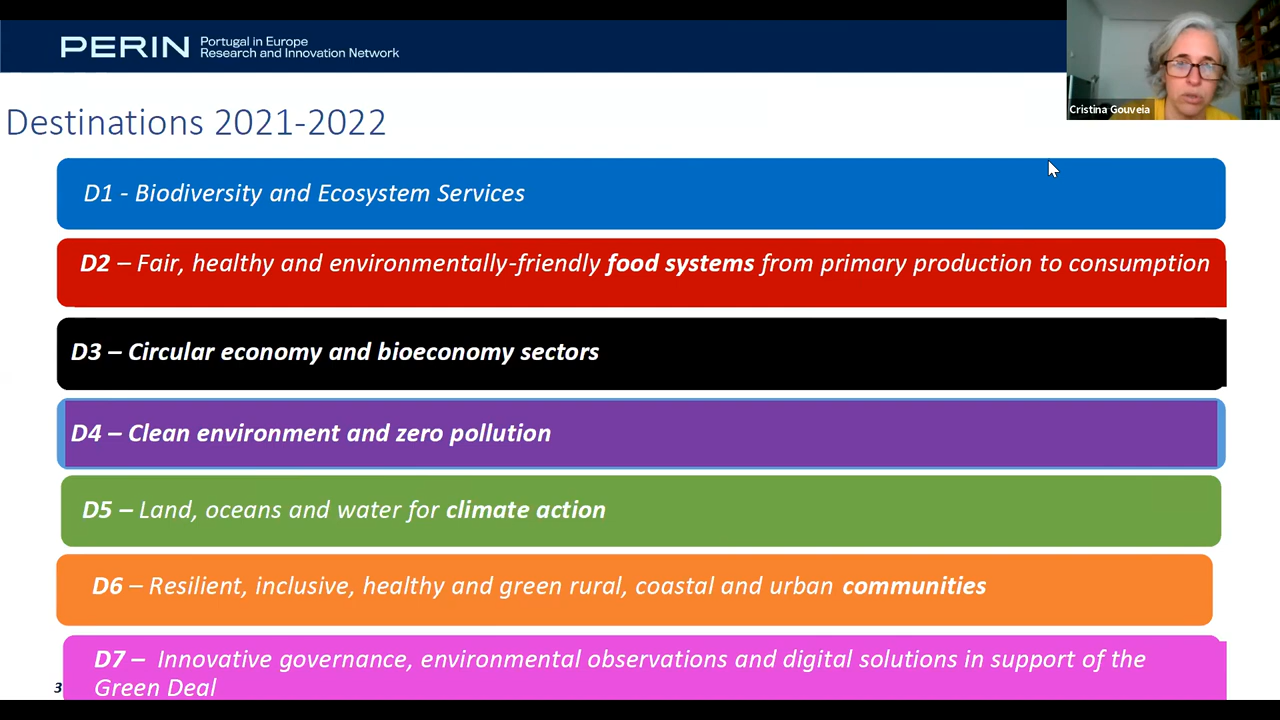 PERIN
Portugal in Europe
Research and Innovation Network
Cristina Gouveia
Destinations 2021-2022
D1 - Biodiversity and Ecosystem Services
D2 – Fair, healthy and environmentally-friendly food systems from primary production to consumption
D3 – Circular economy and bioeconomy sectors
D4 – Clean environment and zero pollution
D5 – Land, oceans and water for climate action
D6 – Resilient, inclusive, healthy and green rural, coastal and urban communities
D7 – Innovative governance, environmental observations and digital solutions in support of the
Green Deal
3